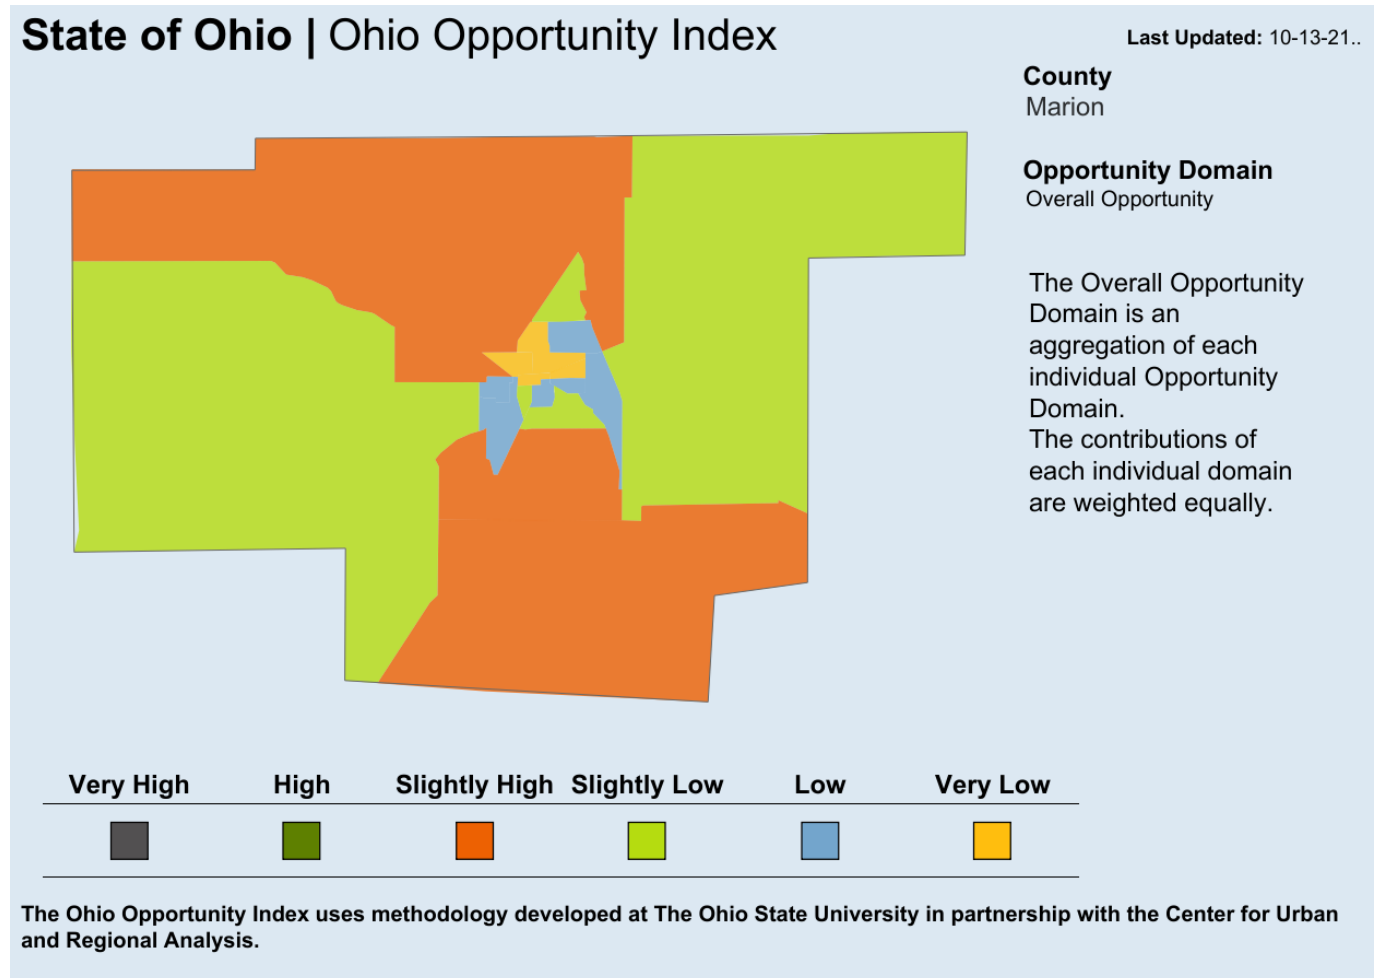 State of Ohio | Ohio Opportunity Index
Last Updated: 10-13-21..
County
Marion
Opportunity Domain
Overall Opportunity
The Overall Opportunity
Domain is an
aggregation of each
individual Opportunity
Domain.
The contributions of
each individual domain
are weighted equally.
Very High High Slightly High Slightly Low Low Very Low
The Ohio Opportunity Index uses methodology developed at The Ohio State University in partnership with the Center for Urban
and Regional Analysis.